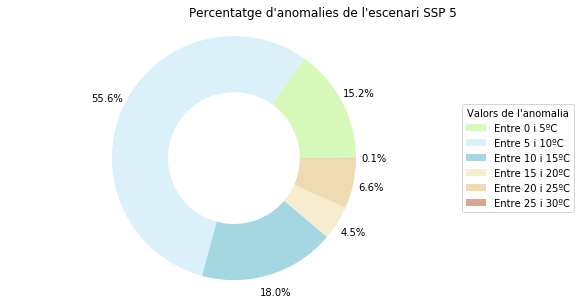 Percentatge d'anomalies de l'escenari SSP 5
15.2%
55.6%
18.0%
4.5%
6.6%
0.1%
Valors de l'anomalia
Entre 0 i 5ºC
Entre 5 i 10ºC
Entre 10 i 15ºC
Entre 15 i 20ºC
Entre 20 i 25ºC
Entre 25 i 30ºC